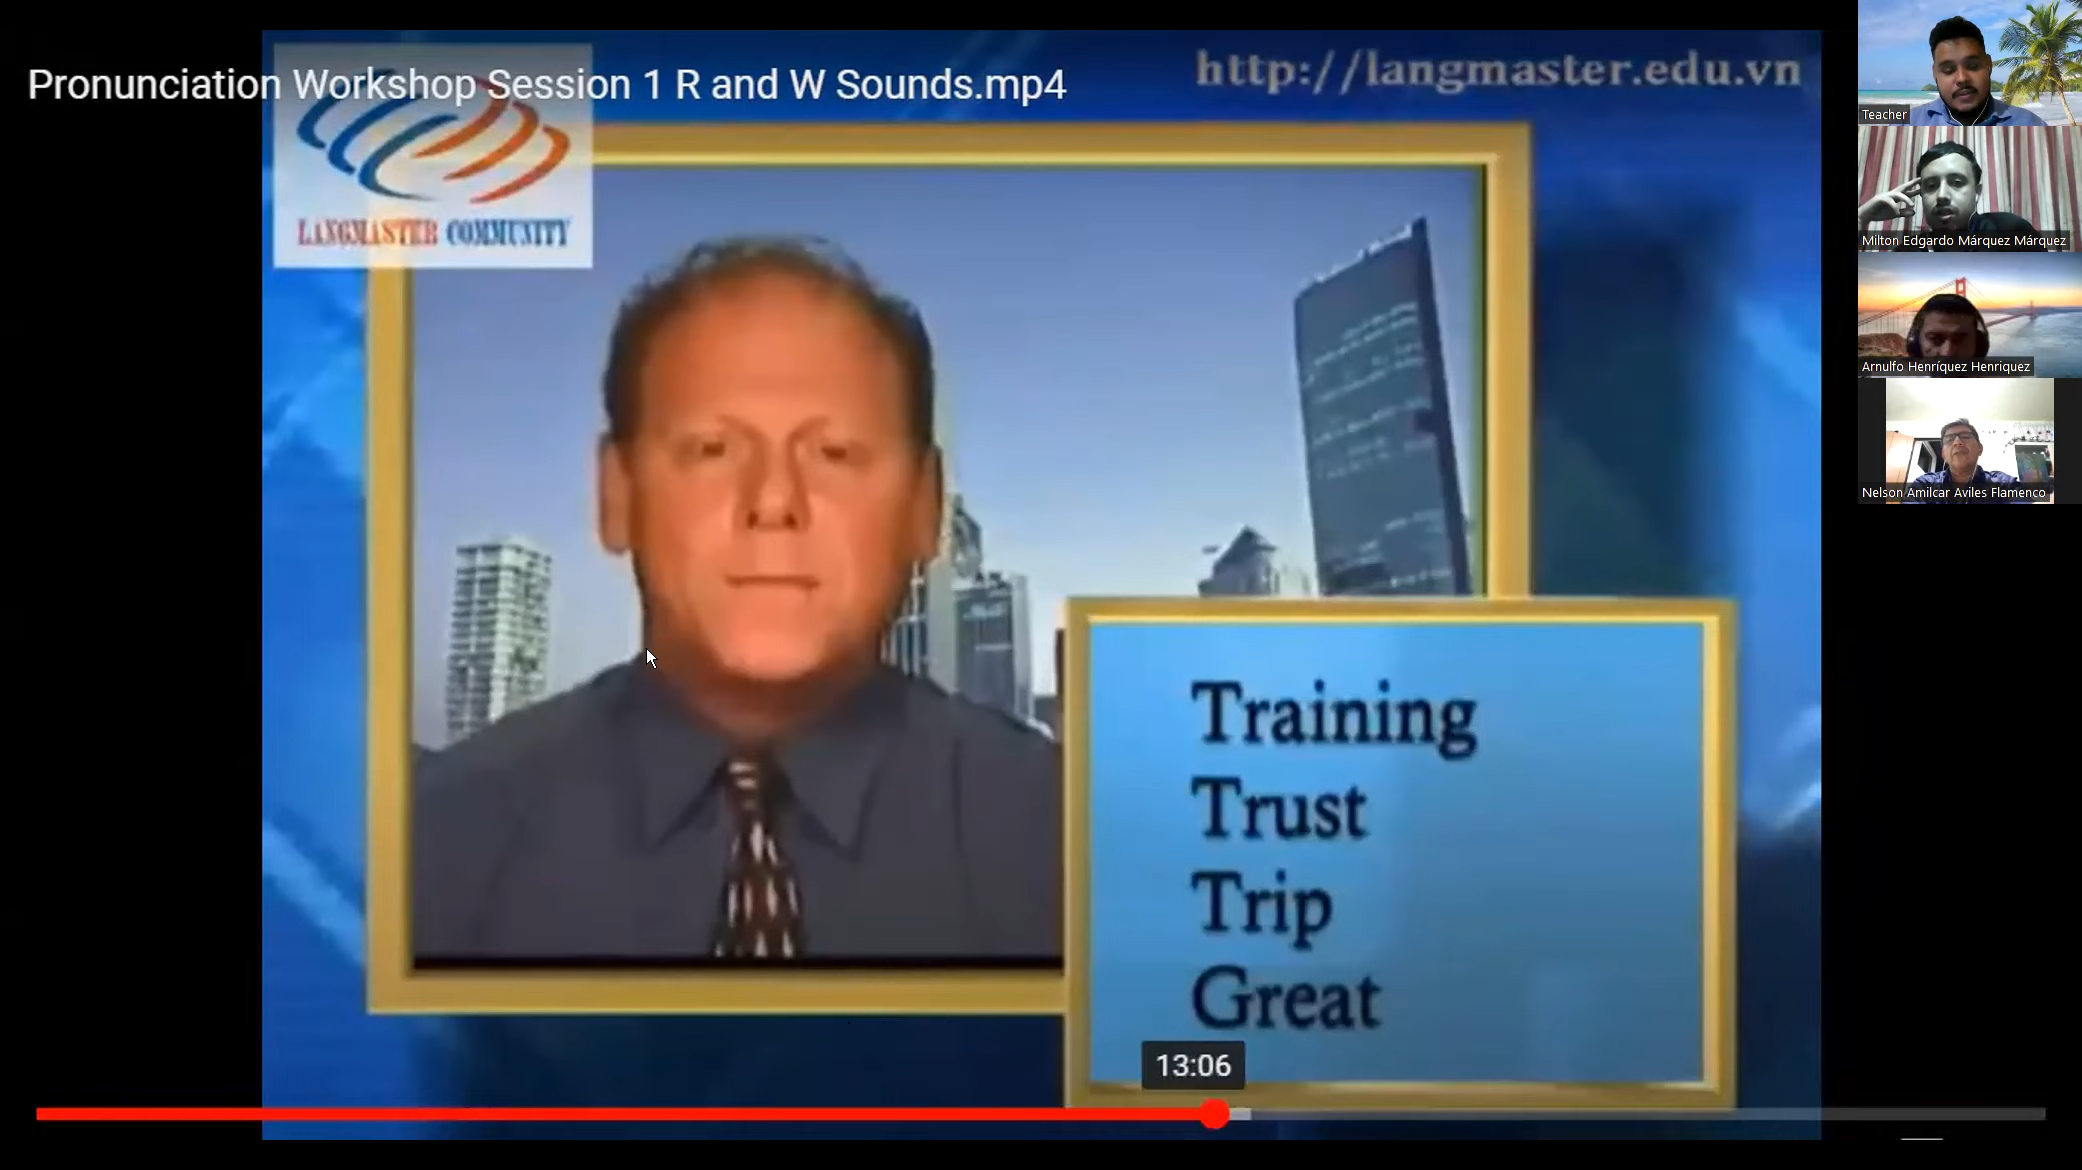 Pronunciation Workshop Session 1 R and W Sounds.mp4
http://langmaster.edu.vn
LANGMASTER COMMUNITY
Training
Trust
Trip
Great
13:06
Teacher
Milton Edgardo Márquez Márquez
Arnulfo Henríquez Henriquez
Nelson Amilcar Aviles Flamenco